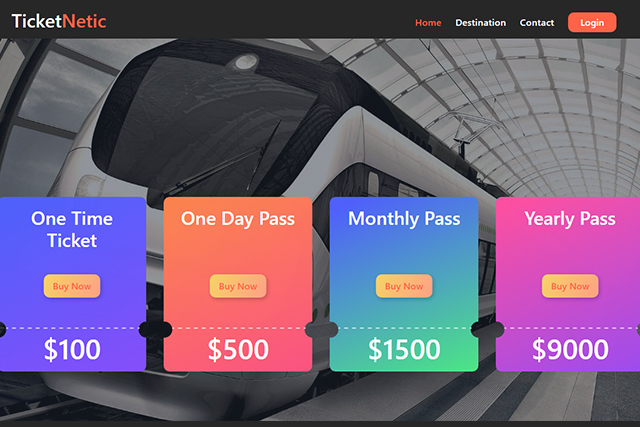 TicketNetic
Home Destination Contact Login
One Time
Ticket
Buy Now
$100
One Day Pass
Buy Now
$500
Monthly Pass
Buy Now
$1500
Yearly Pass
Buy Now
$9000